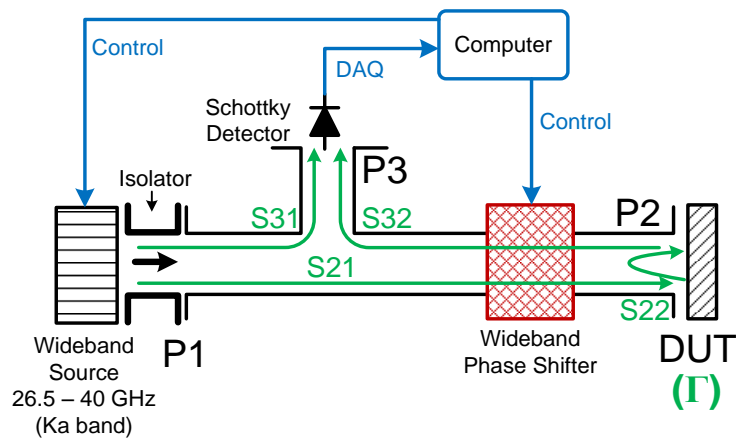 Control
Computer
DAQ
Schottky
Detector
Control
Isolator
P3
P2
S31
S32
S21
S22
P1
Wideband
Source
26.5 – 40 GHz
(Ka band)
Wideband
Phase Shifter
DUT
(Γ)